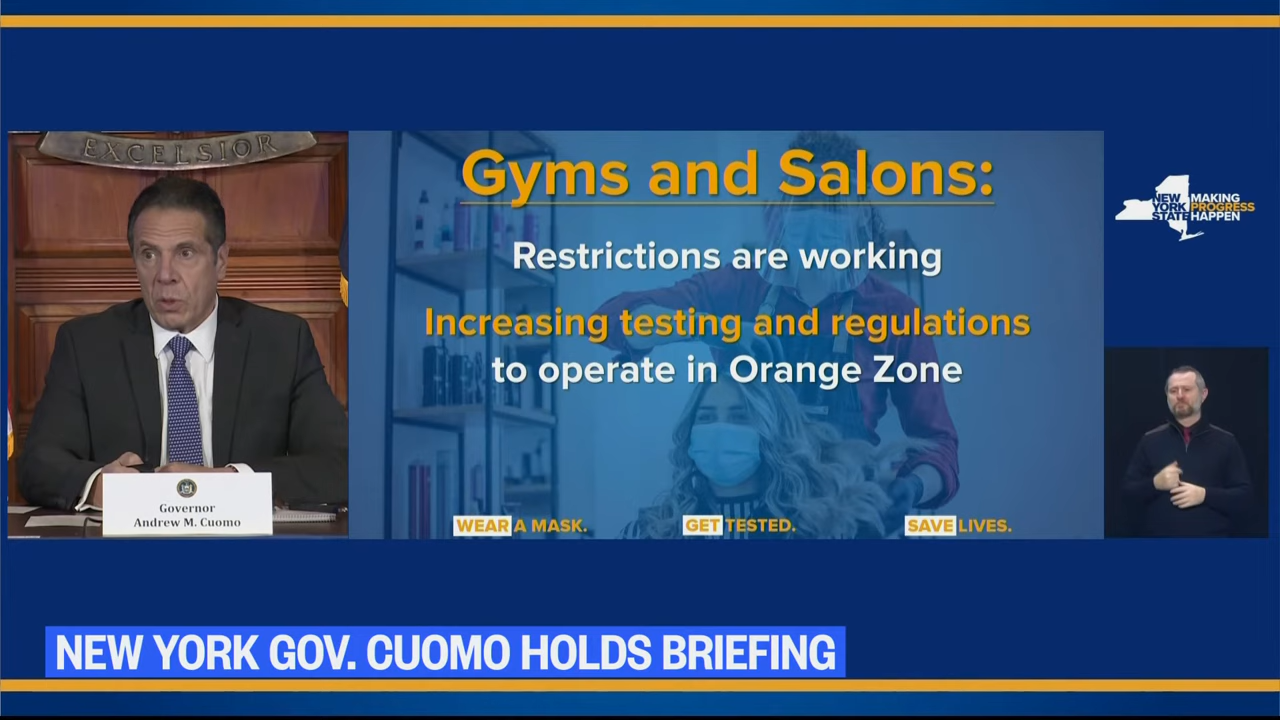 EXCELSIOR
Gyms and Salons:
Restrictions are working
Increasing testing and regulations
to operate in Orange Zone
WEAR A MASK.
GET TESTED.
SAVE LIVES.
Governor
Andrew M. Cuomo
NEW YORK STATE
MAKING PROGRESS HAPPEN
NEW YORK GOV. CUOMO HOLDS BRIEFING